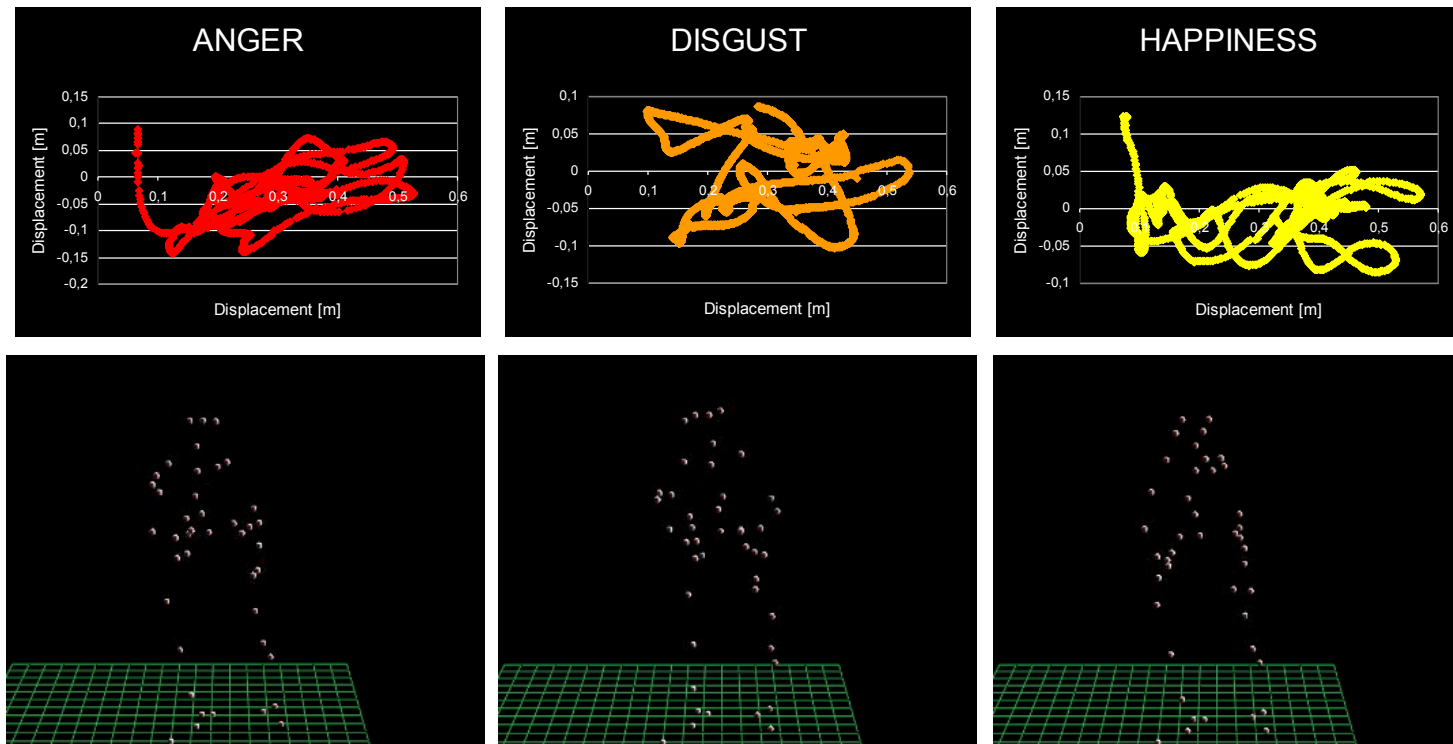 ANGER
0,15
0,1
0,05
0
-0,05
-0,1
-0,15
-0,2
0 0,1 0,2 0,3 0,4 0,5 0,6
Displacement [m]
Displacement [m]
DISGUST
0,1
0,05
0
-0,05
-0,1
-0,15
0 0,1 0,2 0,3 0,4 0,5 0,6
Displacement [m]
Displacement [m]
HAPPINESS
0,15
0,1
0,05
0
-0,05
-0,1
0 0,1 0,2 0,3 0,4 0,5 0,6
Displacement [m]
Displacement [m]